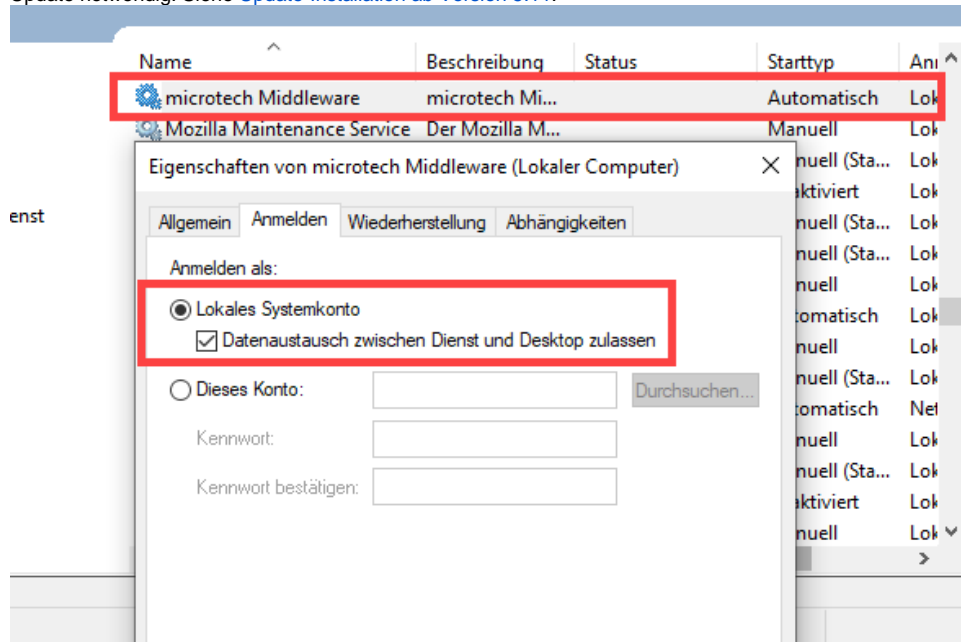 Name Beschreibung Status Starttyp
microtech Middleware microtech Mi... Automatisch Lok
Mozilla Maintenance Service Der Mozilla M... Manuell Lok
Eigenschaften von microtech Middleware (Lokaler Computer)
nuell (Sta... Lok
aktiviert Lok
enst
Allgemein Anmelden Wiederherstellung Abhängigkeiten
nuell (Sta... Lok
nuell (Sta... Lok
Anmelden als:
nuell Lok
Lokales Systemkonto
tomatisch Lok
Datenaustausch zwischen Dienst und Desktop zulassen
nuell Lok
Dieses Konto: Durchsuchen...
nuell (Sta... Lok
tomatisch Net
Kennwort:
nuell Lok
nuell (Sta... Lok
Kennwort bestätigen:
aktiviert Lok
nuell Lok